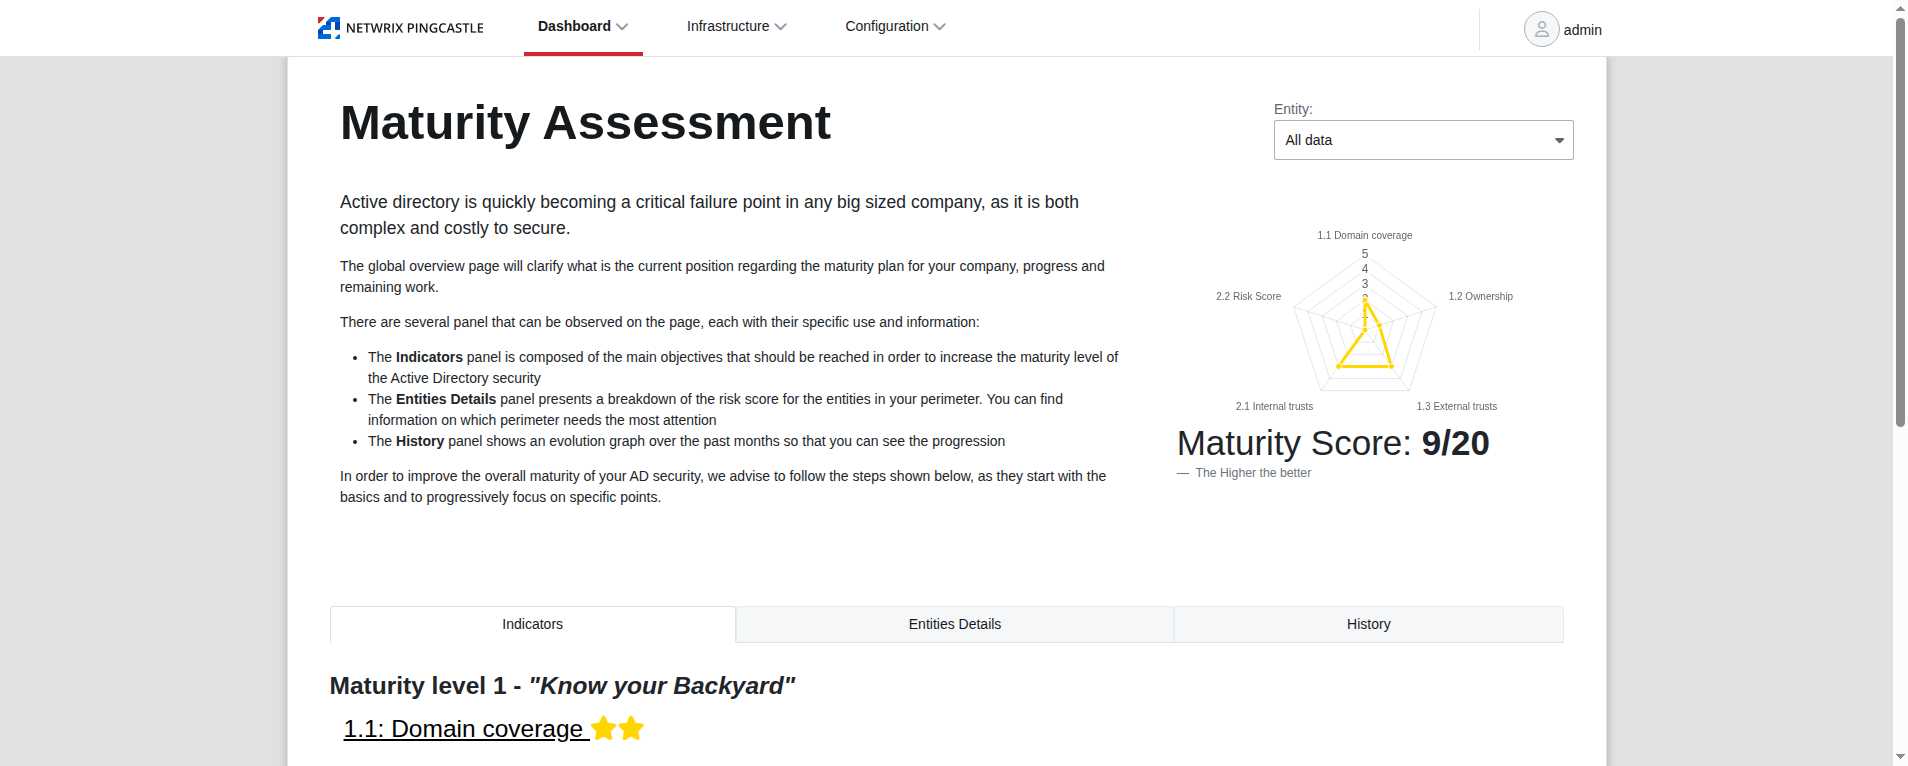 NETWRIX PINGCASTLE
Dashboard
Infrastructure
Configuration
admin
Maturity Assessment
Entity:
All data
Active directory is quickly becoming a critical failure point in any big sized company, as it is both
complex and costly to secure.
The global overview page will clarify what is the current position regarding the maturity plan for your company, progress and
remaining work.
There are several panel that can be observed on the page, each with their specific use and information:
• The Indicators panel is composed of the main objectives that should be reached in order to increase the maturity level of
the Active Directory security
• The Entities Details panel presents a breakdown of the risk score for the entities in your perimeter. You can find
information on which perimeter needs the most attention
• The History panel shows an evolution graph over the past months so that you can see the progression
In order to improve the overall maturity of your AD security, we advise to follow the steps shown below, as they start with the
basics and to progressively focus on specific points.
1.1 Domain coverage
5
4
3
2.2 Risk Score
1.2 Ownership
2.1 Internal trusts
1.3 External trusts
Maturity Score: 9/20
— The Higher the better
Indicators
Entities Details
History
Maturity level 1 - "Know your Backyard"
1.1: Domain coverage